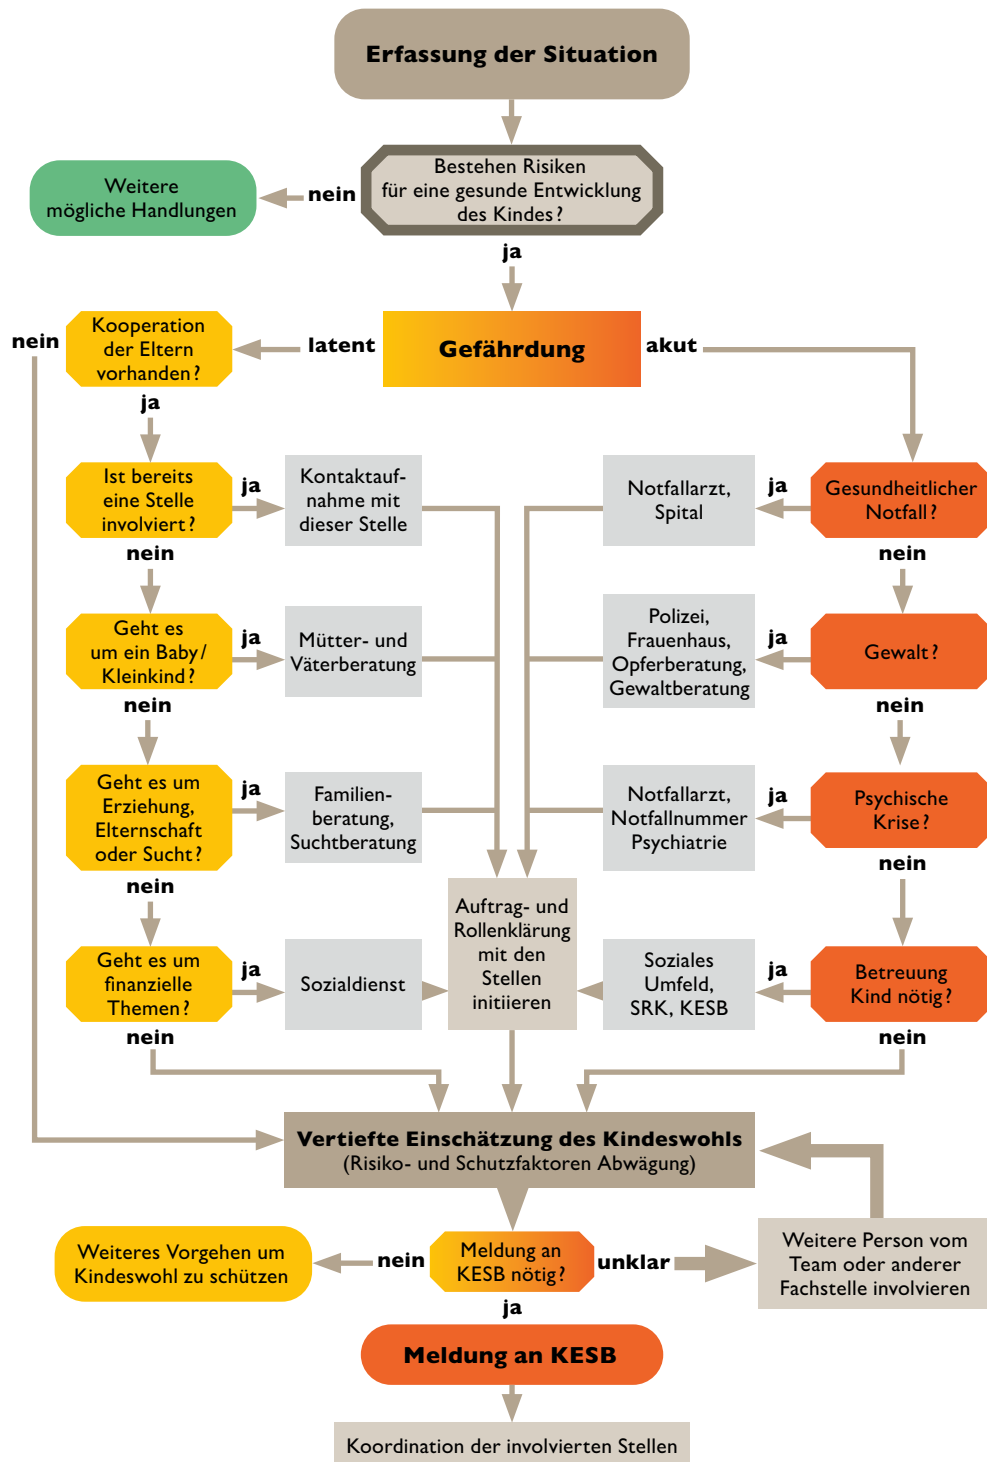 Erfassung der Situation
Bestehen Risiken
für eine gesunde Entwicklung
des Kindes?
nein
Weitere
mögliche Handlungen
ja
Gefährdung
latent
akut
Kooperation
der Eltern
vorhanden?
nein
ja
Ist bereits
eine Stelle
involviert?
ja
Kontaktauf-
nahme mit
dieser Stelle
nein
Geht es
um ein Baby/
Kleinkind?
ja
Mütter- und
Väterberatung
nein
Geht es um
Erziehung,
Elternschaft
oder Sucht?
ja
Familien-
beratung,
Suchtberatung
nein
Geht es um
finanzielle
Themen?
ja
Sozialdienst
nein
Gesundheitlicher
Notfall?
ja
Notfallarzt,
Spital
nein
Gewalt?
ja
Polizei,
Frauenhaus,
Opferberatung,
Gewaltberatung
nein
Psychische
Krise?
ja
Notfallarzt,
Notfallnummer
Psychiatrie
nein
Betreuung
Kind nötig?
ja
Soziales
Umfeld,
SRK, KESB
nein
Auftrag- und
Rollenklärung
mit den
Stellen
initiieren
Vertiefte Einschätzung des Kindeswohls
(Risiko- und Schutzfaktoren Abwägung)
Meldung an
KESB nötig?
nein
Weiteres Vorgehen um
Kindeswohl zu schützen
unklar
Weitere Person vom
Team oder anderer
Fachstelle involvieren
ja
Meldung an KESB
Koordination der involvierten Stellen